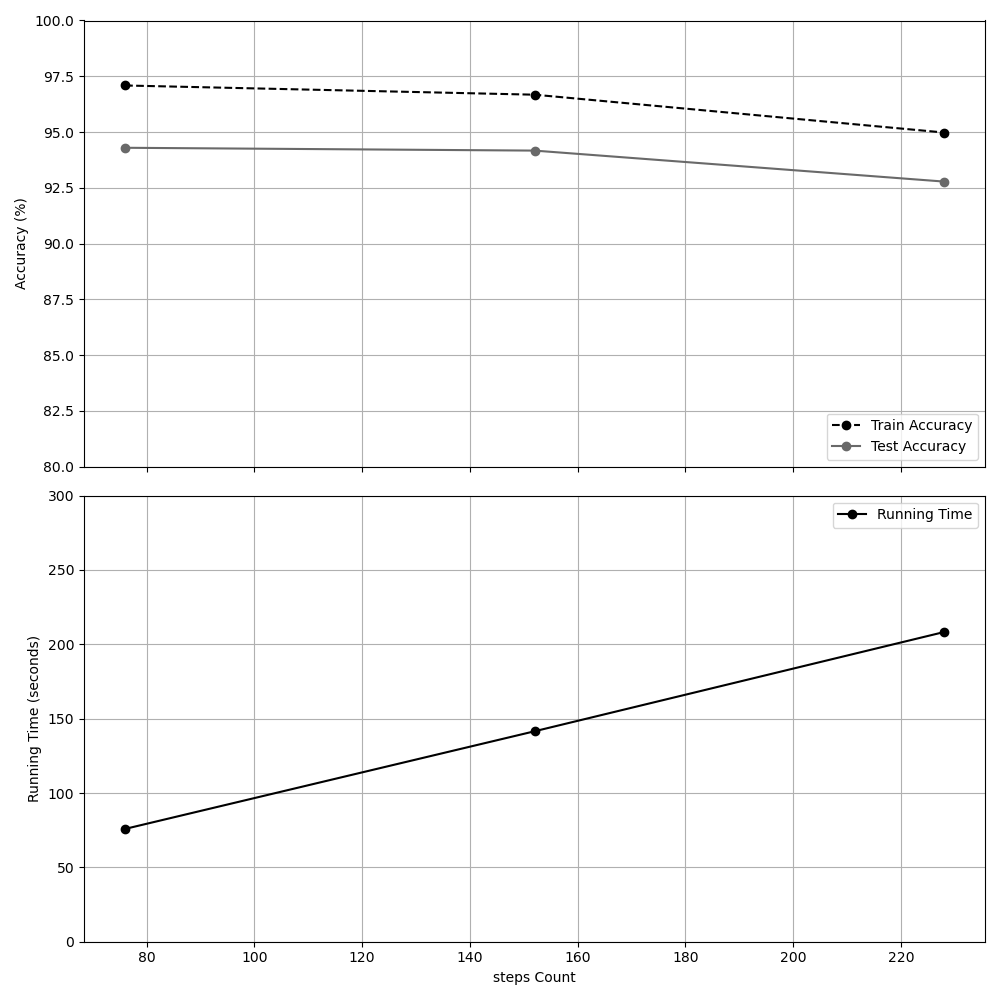 100.0
97.5
95.0
92.5
90.0
87.5
85.0
82.5
80.0
Accuracy (%)
Train Accuracy
Test Accuracy
300
250
200
150
100
50
0
Running Time (seconds)
Running Time
80 100 120 140 160 180 200 220
steps Count